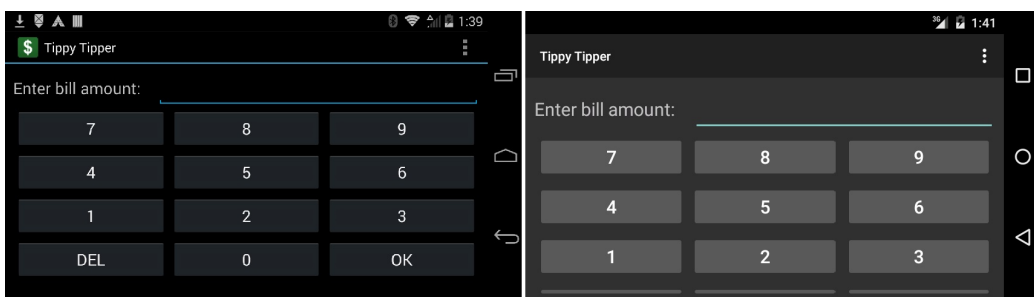 1:39
$ Tippy Tipper
Enter bill amount:
7 8 9
4 5 6
1 2 3
DEL 0 OK
3G 1:41
Tippy Tipper
Enter bill amount:
7 8 9
4 5 6
1 2 3